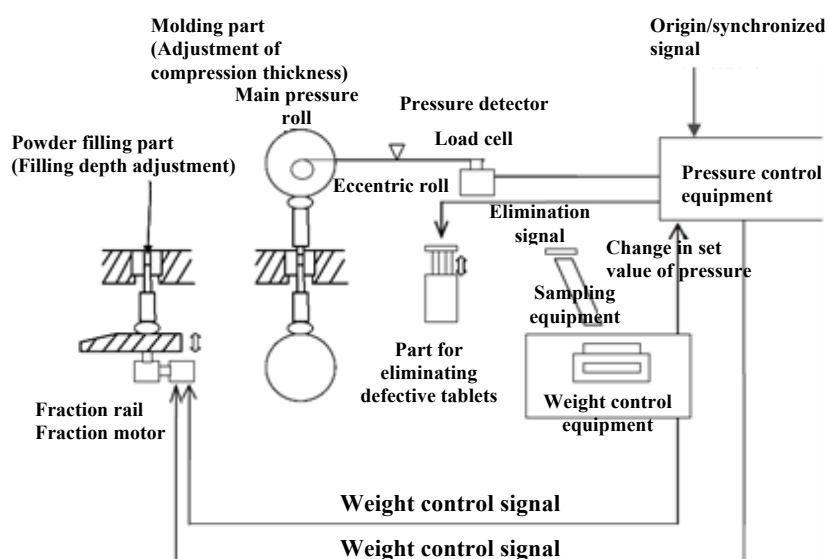 Molding part
(Adjustment of
compression thickness)
Main pressure
roll
Origin/synchronized
signal
Pressure detector
Load cell
Powder filling part
(Filling depth adjustment)
Eccentric roll
Pressure control
equipment
Elimination
signal
Change in set
value of pressure
Sampling
equipment
Part for
eliminating
defective tablets
Weight control
equipment
Fraction rail
Fraction motor
Weight control signal
Weight control signal